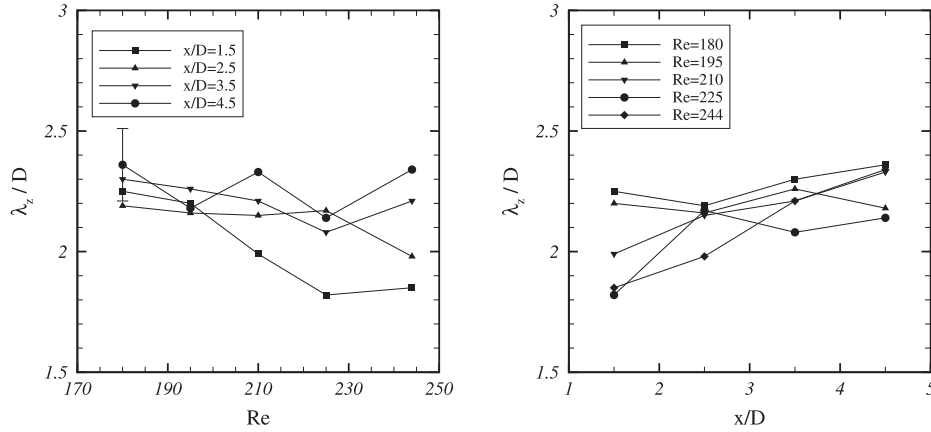 3
2.5
2
1.5
λz / D
x/D=1.5
x/D=2.5
x/D=3.5
x/D=4.5
170 190 210 230 250
Re
3
2.5
2
1.5
λz / D
Re=180
Re=195
Re=210
Re=225
Re=244
1 2 3 4 5
x/D